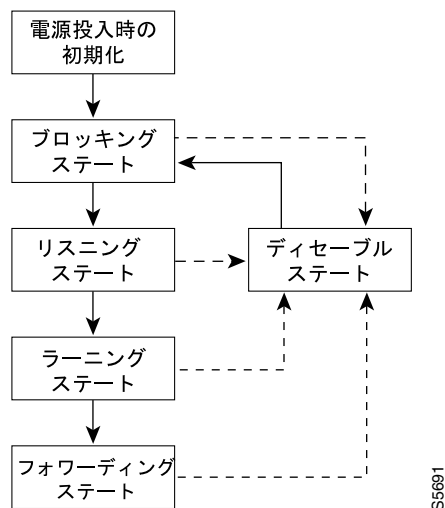 電源投入時の
初期化
ブロッキング
ステート
リスニング
ステート
ディセーブル
ステート
ラーニング
ステート
フォワーディング
ステート
S5691